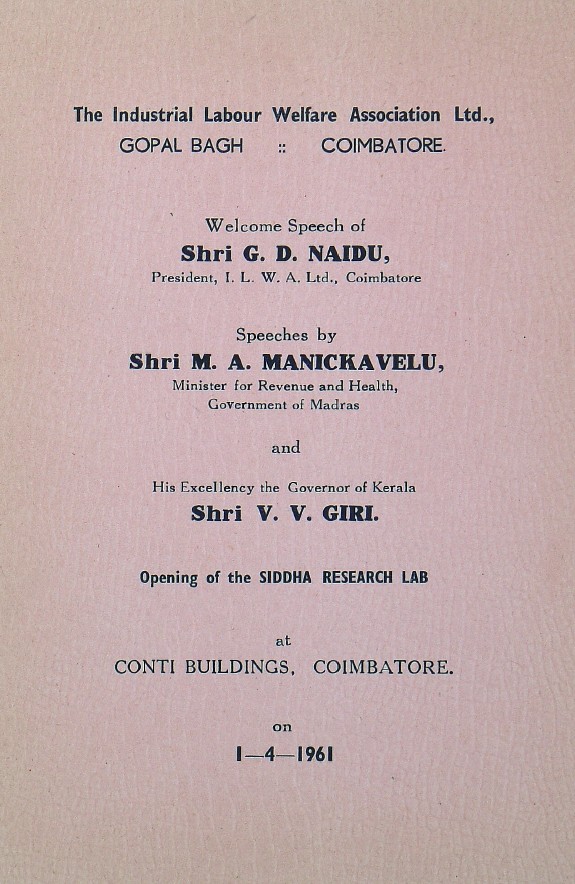 The Industrial Labour Welfare Association Ltd.,
GOPAL BAGH :: COIMBATORE.
Welcome Speech of
Shri G. D. NAIDU,
President, I. L. W. A. Ltd., Coimbatore
Speeches by
Shri M. A. MANICKAVELU,
Minister for Revenue and Health,
Government of Madras
and
His Excellency the Governor of Kerala
Shri V. V. GIRI.
Opening of the SIDDHA RESEARCH LAB
at
CONTI BUILDINGS, COIMBATORE.
on
1—4—1961